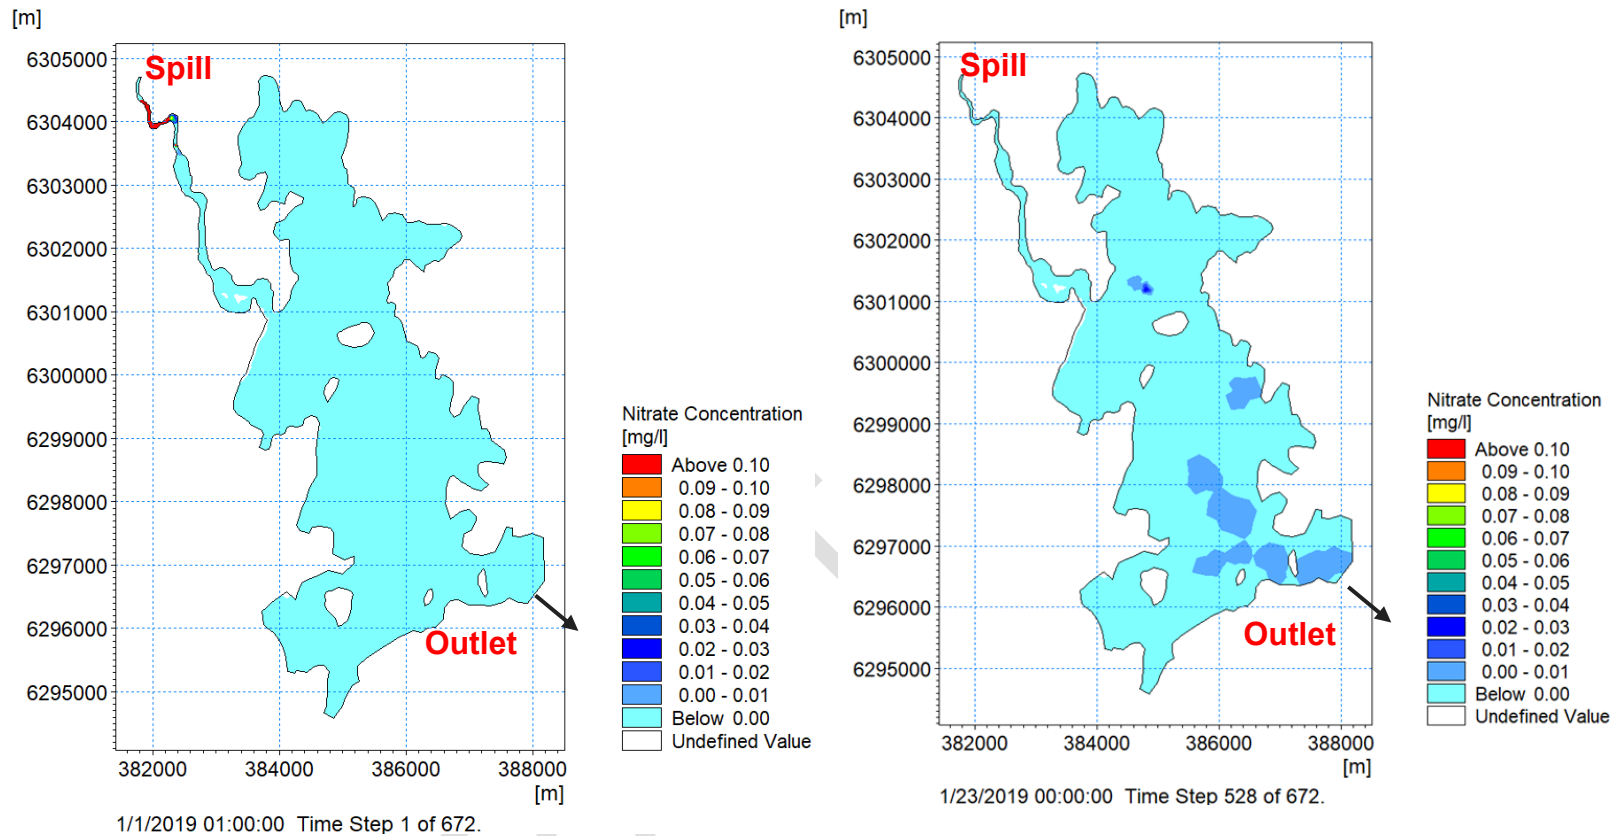 [m]
6305000
6304000
6303000
6302000
6301000
6300000
6299000
6298000
6297000
6296000
6295000
Spill
Outlet
382000 384000 386000 388000
[m]
1/1/2019 01:00:00 Time Step 1 of 672.
Nitrate Concentration
[mg/l]
Above 0.10
0.09 - 0.10
0.08 - 0.09
0.07 - 0.08
0.06 - 0.07
0.05 - 0.06
0.04 - 0.05
0.03 - 0.04
0.02 - 0.03
0.01 - 0.02
0.00 - 0.01
Below 0.00
Undefined Value
[m]
6305000
6304000
6303000
6302000
6301000
6300000
6299000
6298000
6297000
6296000
6295000
Spill
Outlet
382000 384000 386000 388000
[m]
1/23/2019 00:00:00 Time Step 528 of 672.
Nitrate Concentration
[mg/l]
Above 0.10
0.09 - 0.10
0.08 - 0.09
0.07 - 0.08
0.06 - 0.07
0.05 - 0.06
0.04 - 0.05
0.03 - 0.04
0.02 - 0.03
0.01 - 0.02
0.00 - 0.01
Below 0.00
Undefined Value